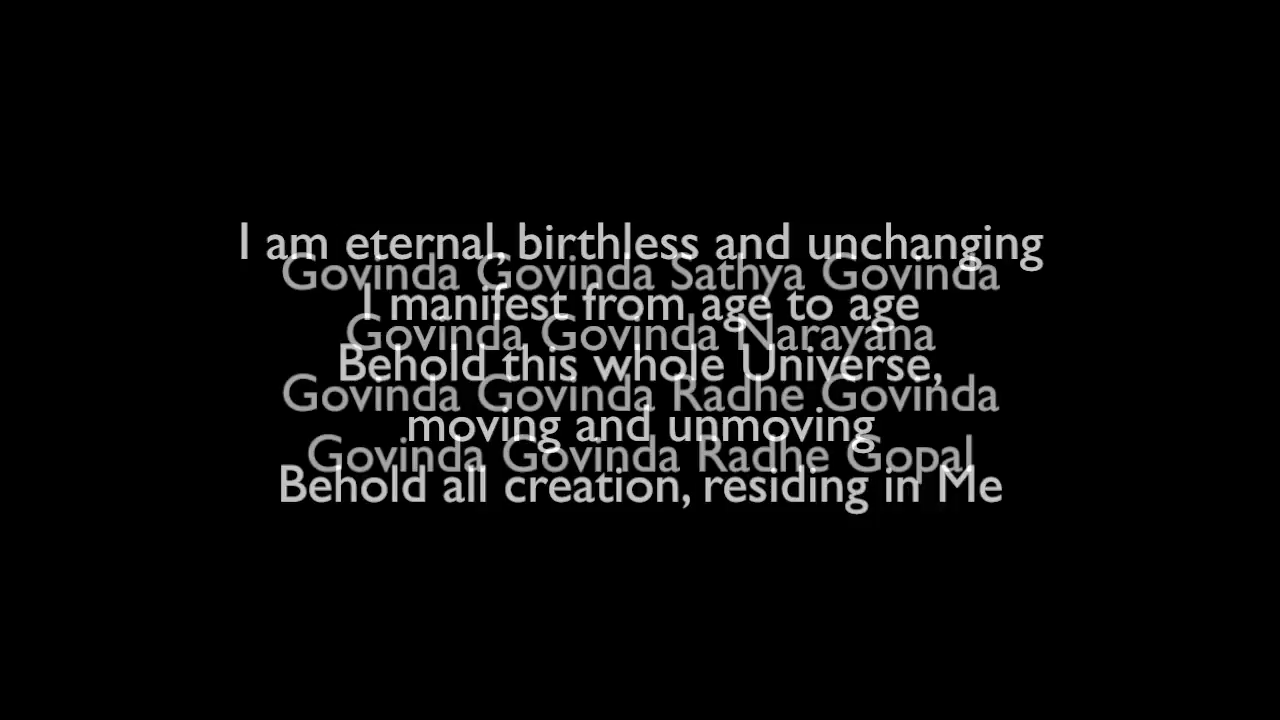 I am eternal, birthless and unchanging
Govinda Govinda Sathya Govinda
I manifest from age to age
Govinda Govinda Narayana
Behold this whole Universe,
Govinda Govinda Radhe Govinda
moving and unmoving
Govinda Govinda Radhe Gopal
Behold all creation, residing in Me